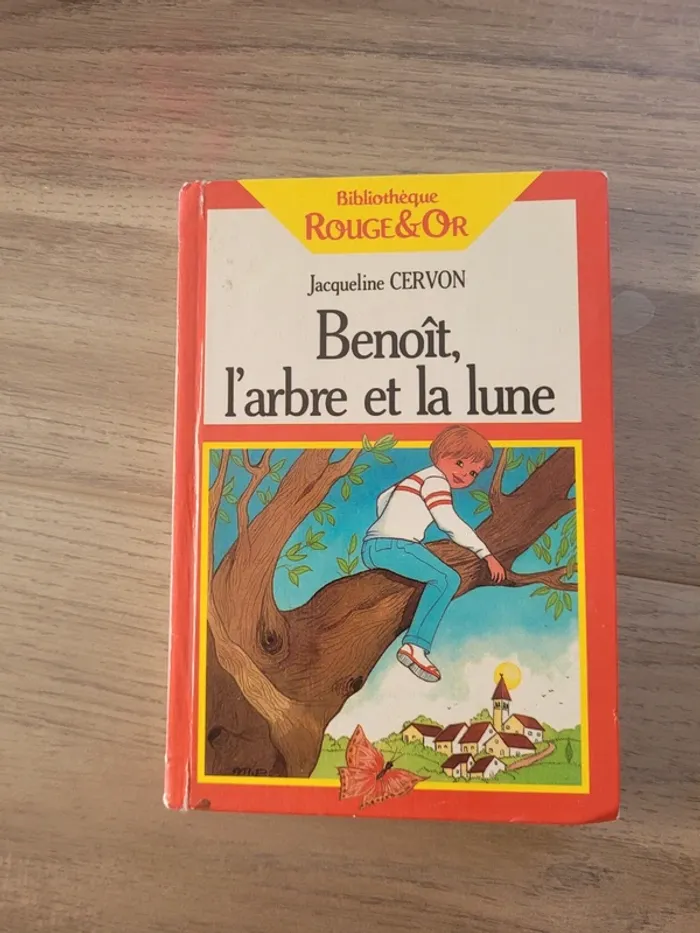 Bibliothèque
ROUGE&OR
Jacqueline CERVON
Benoît,
l'arbre et la lune